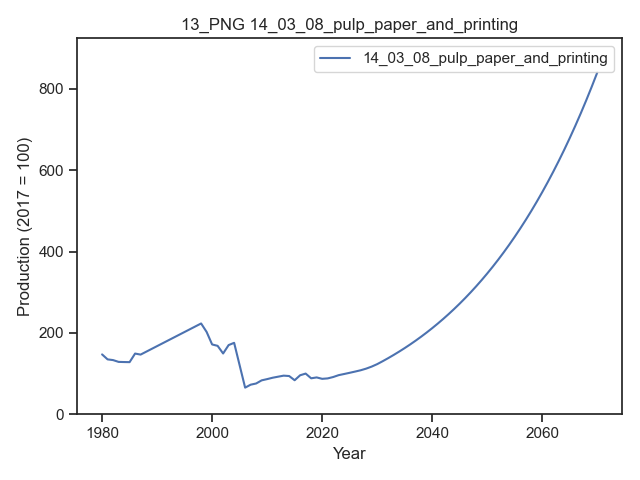 13_PNG 14_03_08_pulp_paper_and_printing
14_03_08_pulp_paper_and_printing
Production (2017 = 100)
800
600
400
200
0
1980 2000 2020 2040 2060
Year